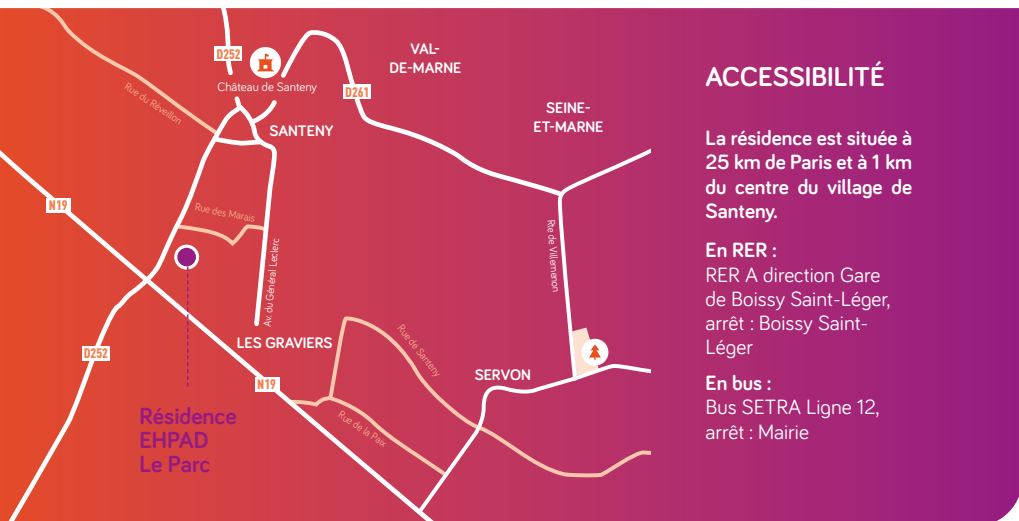 D252
Château de Santeny
VAL-
DE-MARNE
D261
Rue du Réveillon
SANTENY
SEINE-
ET-MARNE
N19
Rue des Marais
Av. du Général Leclerc
Rte de Villemenon
LES GRAVIERS
D252
Rue de Santeny
SERVON
N19
Rue de la Paix
Résidence
EHPAD
Le Parc
ACCESSIBILITÉ
La résidence est située à
25 km de Paris et à 1 km
du centre du village de
Santeny.
En RER :
RER A direction Gare
de Boissy Saint-Léger,
arrêt : Boissy Saint-
Léger
En bus :
Bus SETRA Ligne 12,
arrêt : Mairie